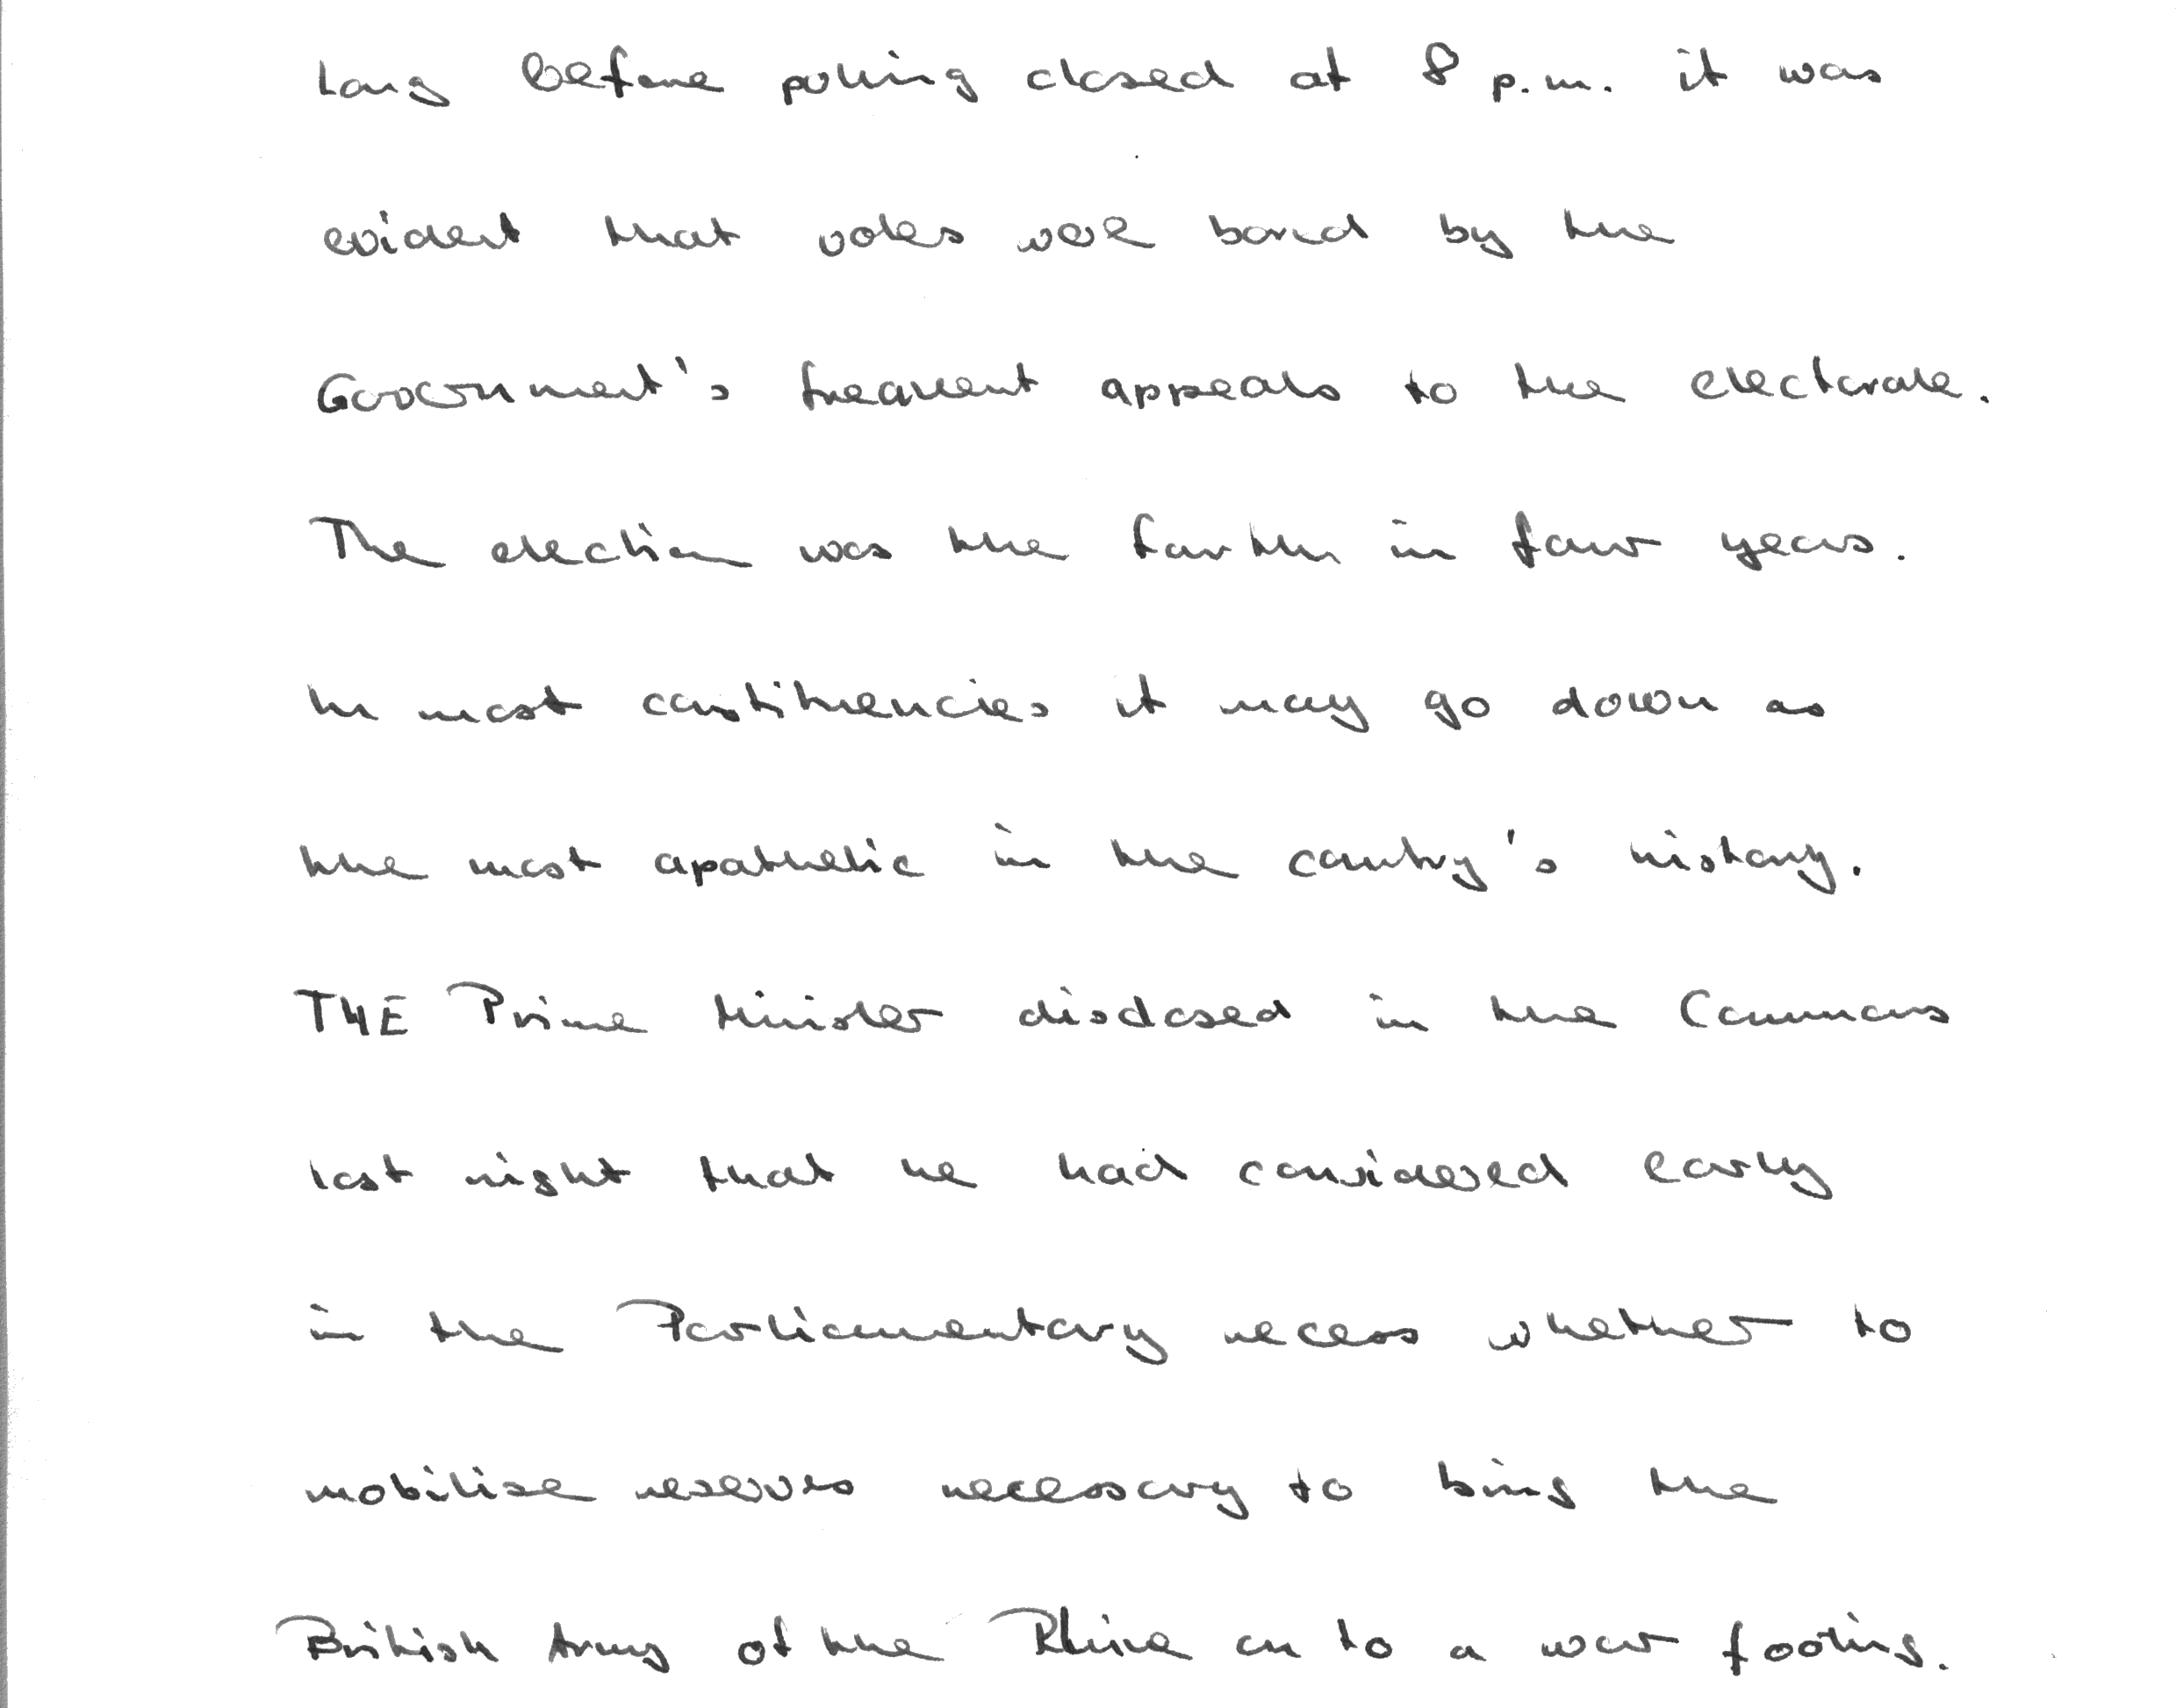 Long before polling closed at 8 p.m. it was
evident that voters were bored by the
Government's frequent appeals to the electorate.
The election was the fourth in four years.
In most constituencies it may go down as
the most apathetic in the country's history.
THE Prime Minister disclosed in the Commons
last night that he had considered early
in the Parliamentary recess whether to
mobilise reserves necessary to bring the
British Army of the Rhine on to a war footing.